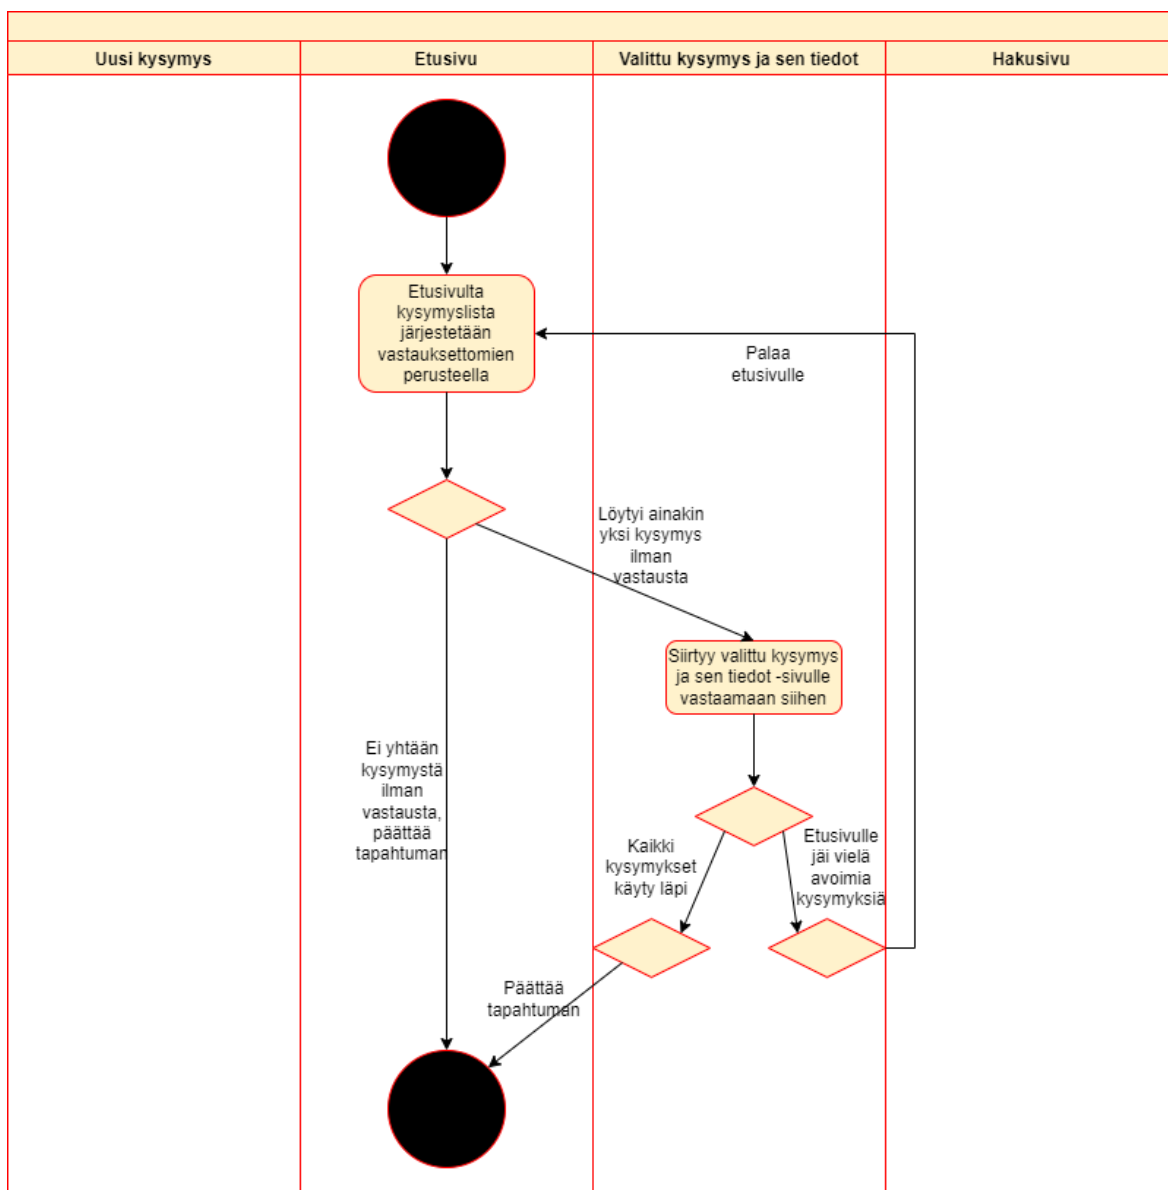 Uusi kysymys
Etusivu
Valittu kysymys ja sen tiedot
Hakusivu
Etusivulta
kysymyslista
järjestetään
vastauksettomien
perusteella
Palaa
etusivulle
Löytyi ainakin
yksi kysymys
ilman
vastausta
Siirtyy valittu kysymys
ja sen tiedot -sivulle
vastaamaan siihen
Ei yhtään
kysymystä
ilman
vastausta,
päättää
tapahtuman
Kaikki
kysymykset
käyty läpi
Etusivulle
jäi vielä
avoimia
kysymyksiä
Päättää
tapahtuman